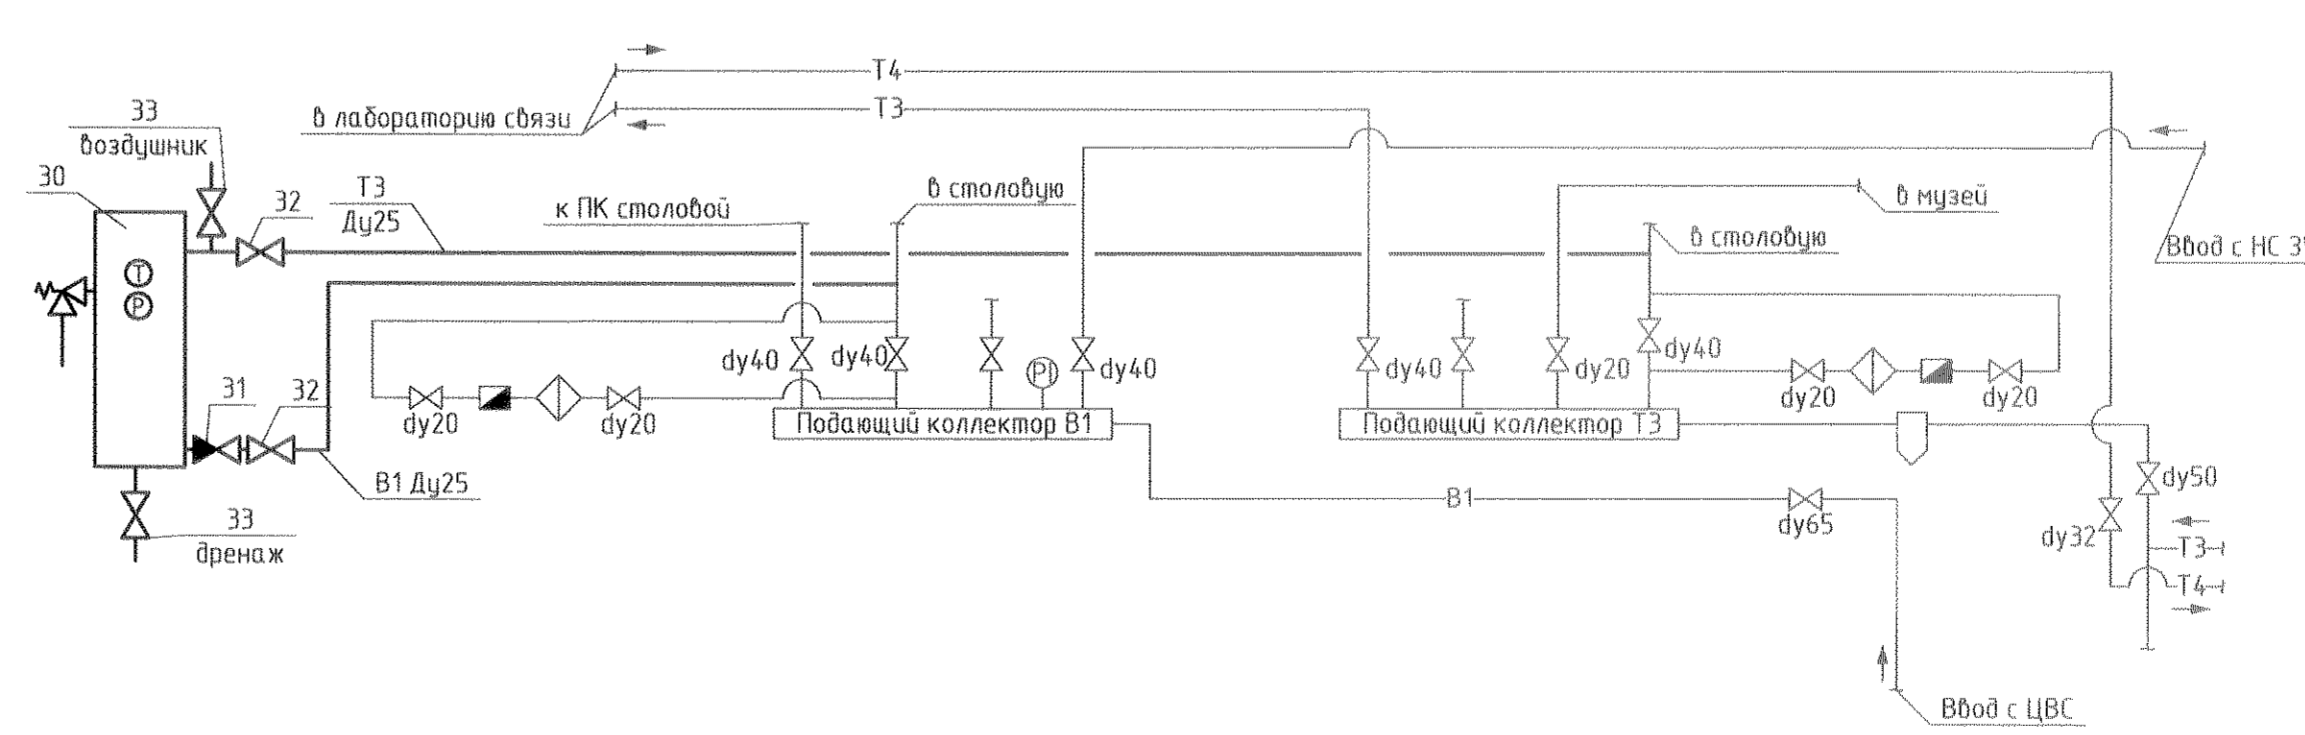 Т4
Т3
в лабораторию связи
33
воздушник
30
32
Т3
Ду25
к ПК столовой
в столовую
в музей
в столовую
Ввод с НС 3
Т
Р
dy40
dy40
PI
dy40
dy40
dy20
dy40
31
32
dy20
dy20
Подающий коллектор В1
Подающий коллектор Т3
dy20
dy20
В1 Ду25
В1
dy65
dy50
33
дренаж
dy32
Т3
Т4
Ввод с ЦВС